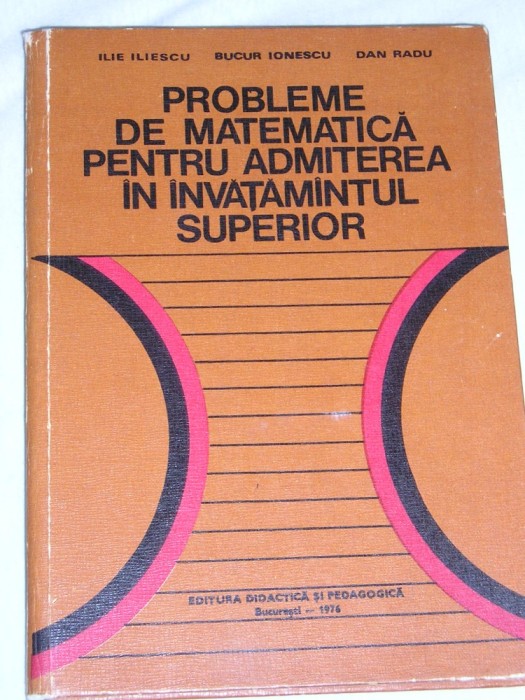 ILIE ILIESCU BUCUR IONESCU DAN RADU
PROBLEME
DE MATEMATICĂ
PENTRU ADMITEREA
ÎN ÎNVĂȚĂMÎNTUL
SUPERIOR
EDITURA DIDACTICĂ ȘI PEDAGOGICĂ
București — 1976